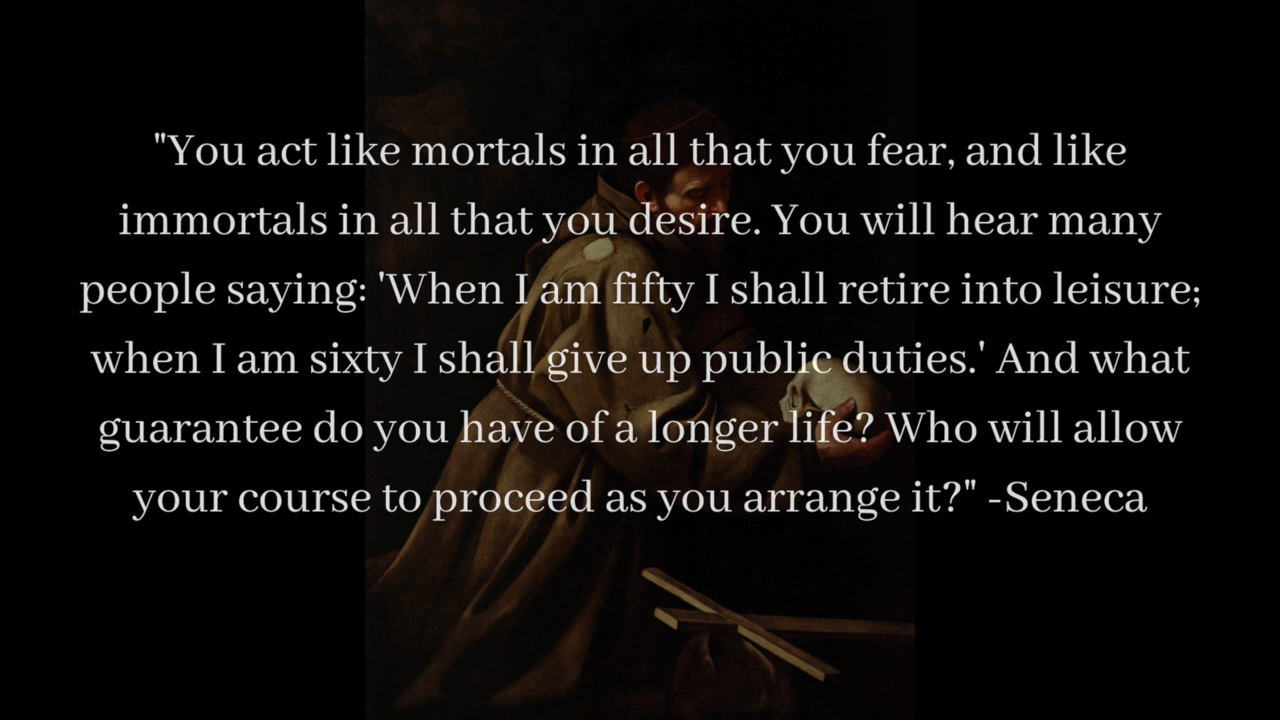 "You act like mortals in all that you fear, and like
immortals in all that you desire. You will hear many
people saying: 'When I am fifty I shall retire into leisure;
when I am sixty I shall give up public duties.' And what
guarantee do you have of a longer life? Who will allow
your course to proceed as you arrange it?" -Seneca